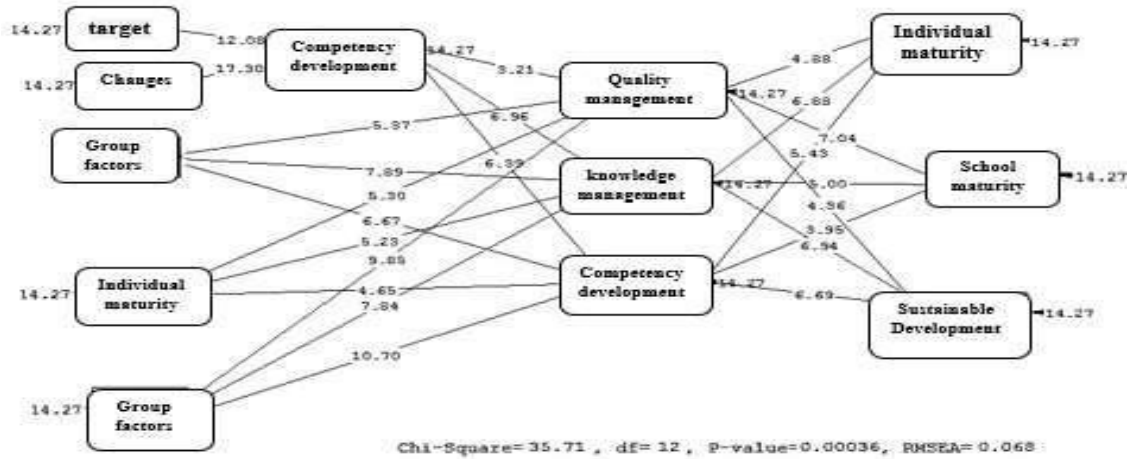 14.27 target
12.08
Competency
development
14.27
Individual
maturity
14.27
14.27 Changes
17.30
3.21
Quality
management
14.27
4.88
6.88
Group
factors
5.37
6.96
7.04
7.89
6.39
knowledge
management
14.27
5.43
5.00
School
maturity
14.27
5.30
6.67
4.36
3.95
6.94
5.23
14.27 Individual
maturity
9.85
4.65
7.84
Competency
development
14.27
6.69
Sustainable
Development
14.27
10.70
14.27 Group
factors
Chi-Square=35.71 , df=12, P-value=0.00036, RMSEA=0.068